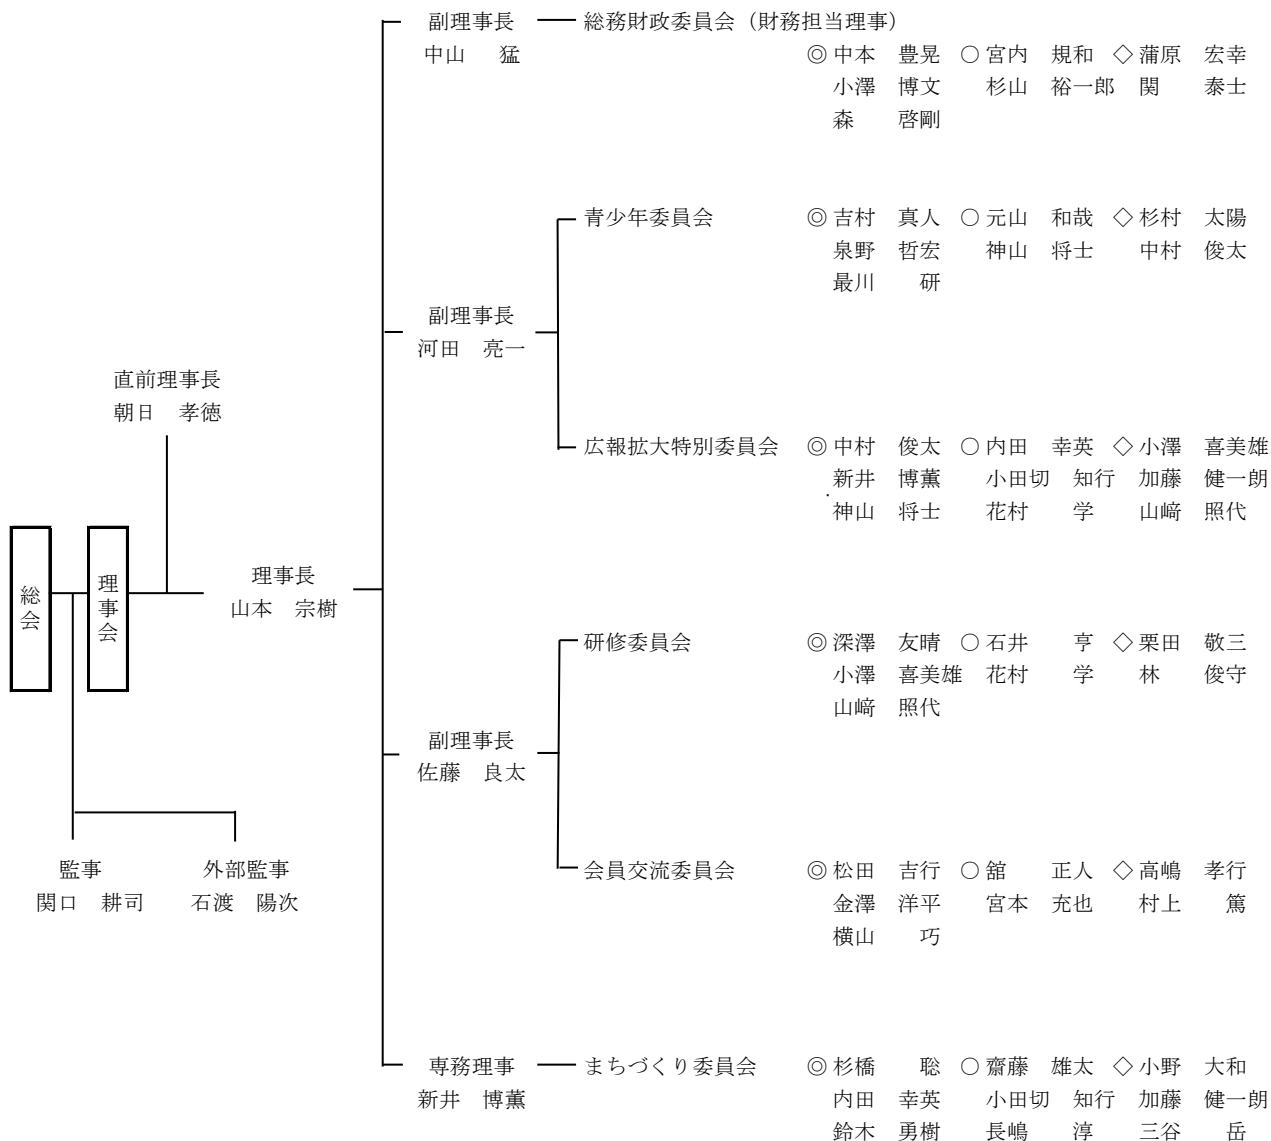 副理事長 総務財政委員会（財務担当理事）
中山　猛
◎中本　豊晃 ○宮内　規和 ◇蒲原　宏幸
小澤　博文 杉山　裕一郎 関　泰士
森　啓剛
青少年委員会 ◎吉村　真人 ○元山　和哉 ◇杉村　太陽
泉野　哲宏 神山　将士 中村　俊太
最川　研
副理事長
河田　亮一
直前理事長
朝日　孝徳
広報拡大特別委員会 ◎中村　俊太 ○内田　幸英 ◇小澤　喜美雄
新井　博薫 小田切　知行 加藤　健一朗
神山　将士 花村　学 山﨑　照代
総会
理事会
理事長
山本　宗樹
研修委員会 ◎深澤　友晴 ○石井　亨 ◇栗田　敬三
小澤　喜美雄 花村　学 林　俊守
山﨑　照代
副理事長
佐藤　良太
監事 外部監事
関口　耕司 石渡　陽次
会員交流委員会 ◎松田　吉行 ○舘　正人 ◇高嶋　孝行
金澤　洋平 宮本　充也 村上　篤
横山　巧
専務理事 まちづくり委員会 ◎杉橋　聡 ○齋藤　雄太 ◇小野　大和
新井　博薫 内田　幸英 小田切　知行 加藤　健一朗
鈴木　勇樹 長嶋　淳 三谷　岳